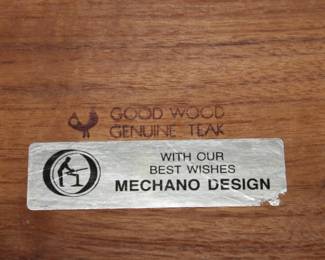 GOOD WOOD
GENUINE TEAK
WITH OUR
BEST WISHES
MECHANO DESIGN